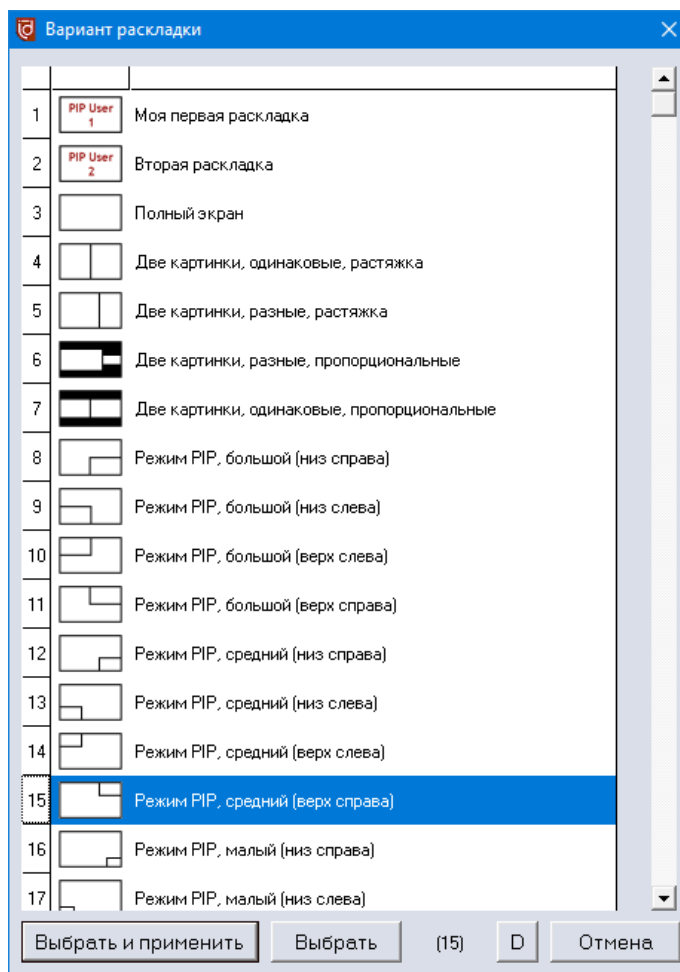 Вариант раскладки
1 PIP User 1 Моя первая раскладка
2 PIP User 2 Вторая раскладка
3 Полный экран
4 Две картинки, одинаковые, растяжка
5 Две картинки, разные, растяжка
6 Две картинки, разные, пропорциональные
7 Две картинки, одинаковые, пропорциональные
8 Режим PIP, большой (низ справа)
9 Режим PIP, большой (низ слева)
10 Режим PIP, большой (верх слева)
11 Режим PIP, большой (верх справа)
12 Режим PIP, средний (низ справа)
13 Режим PIP, средний (низ слева)
14 Режим PIP, средний (верх слева)
15 Режим PIP, средний (верх справа)
16 Режим PIP, малый (низ справа)
17 Режим PIP, малый (низ слева)
Выбрать и применить Выбрать (15) D Отмена